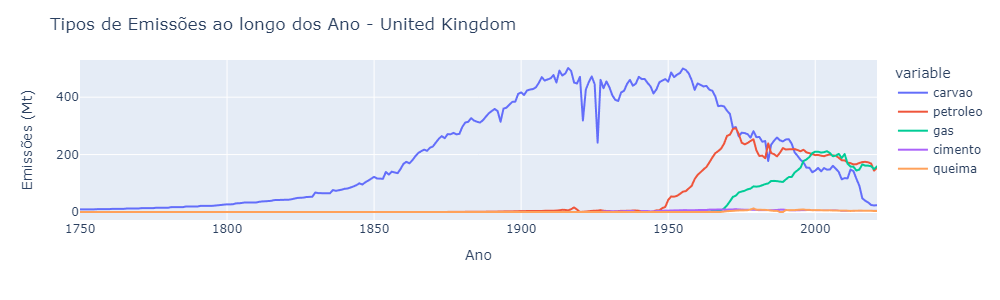 Tipos de Emissões ao longo dos Ano - United Kingdom
Emissões (Mt)
400
200
0
1750
1800
1850
1900
1950
2000
Ano
variable
carvao
petroleo
gas
cimento
queima